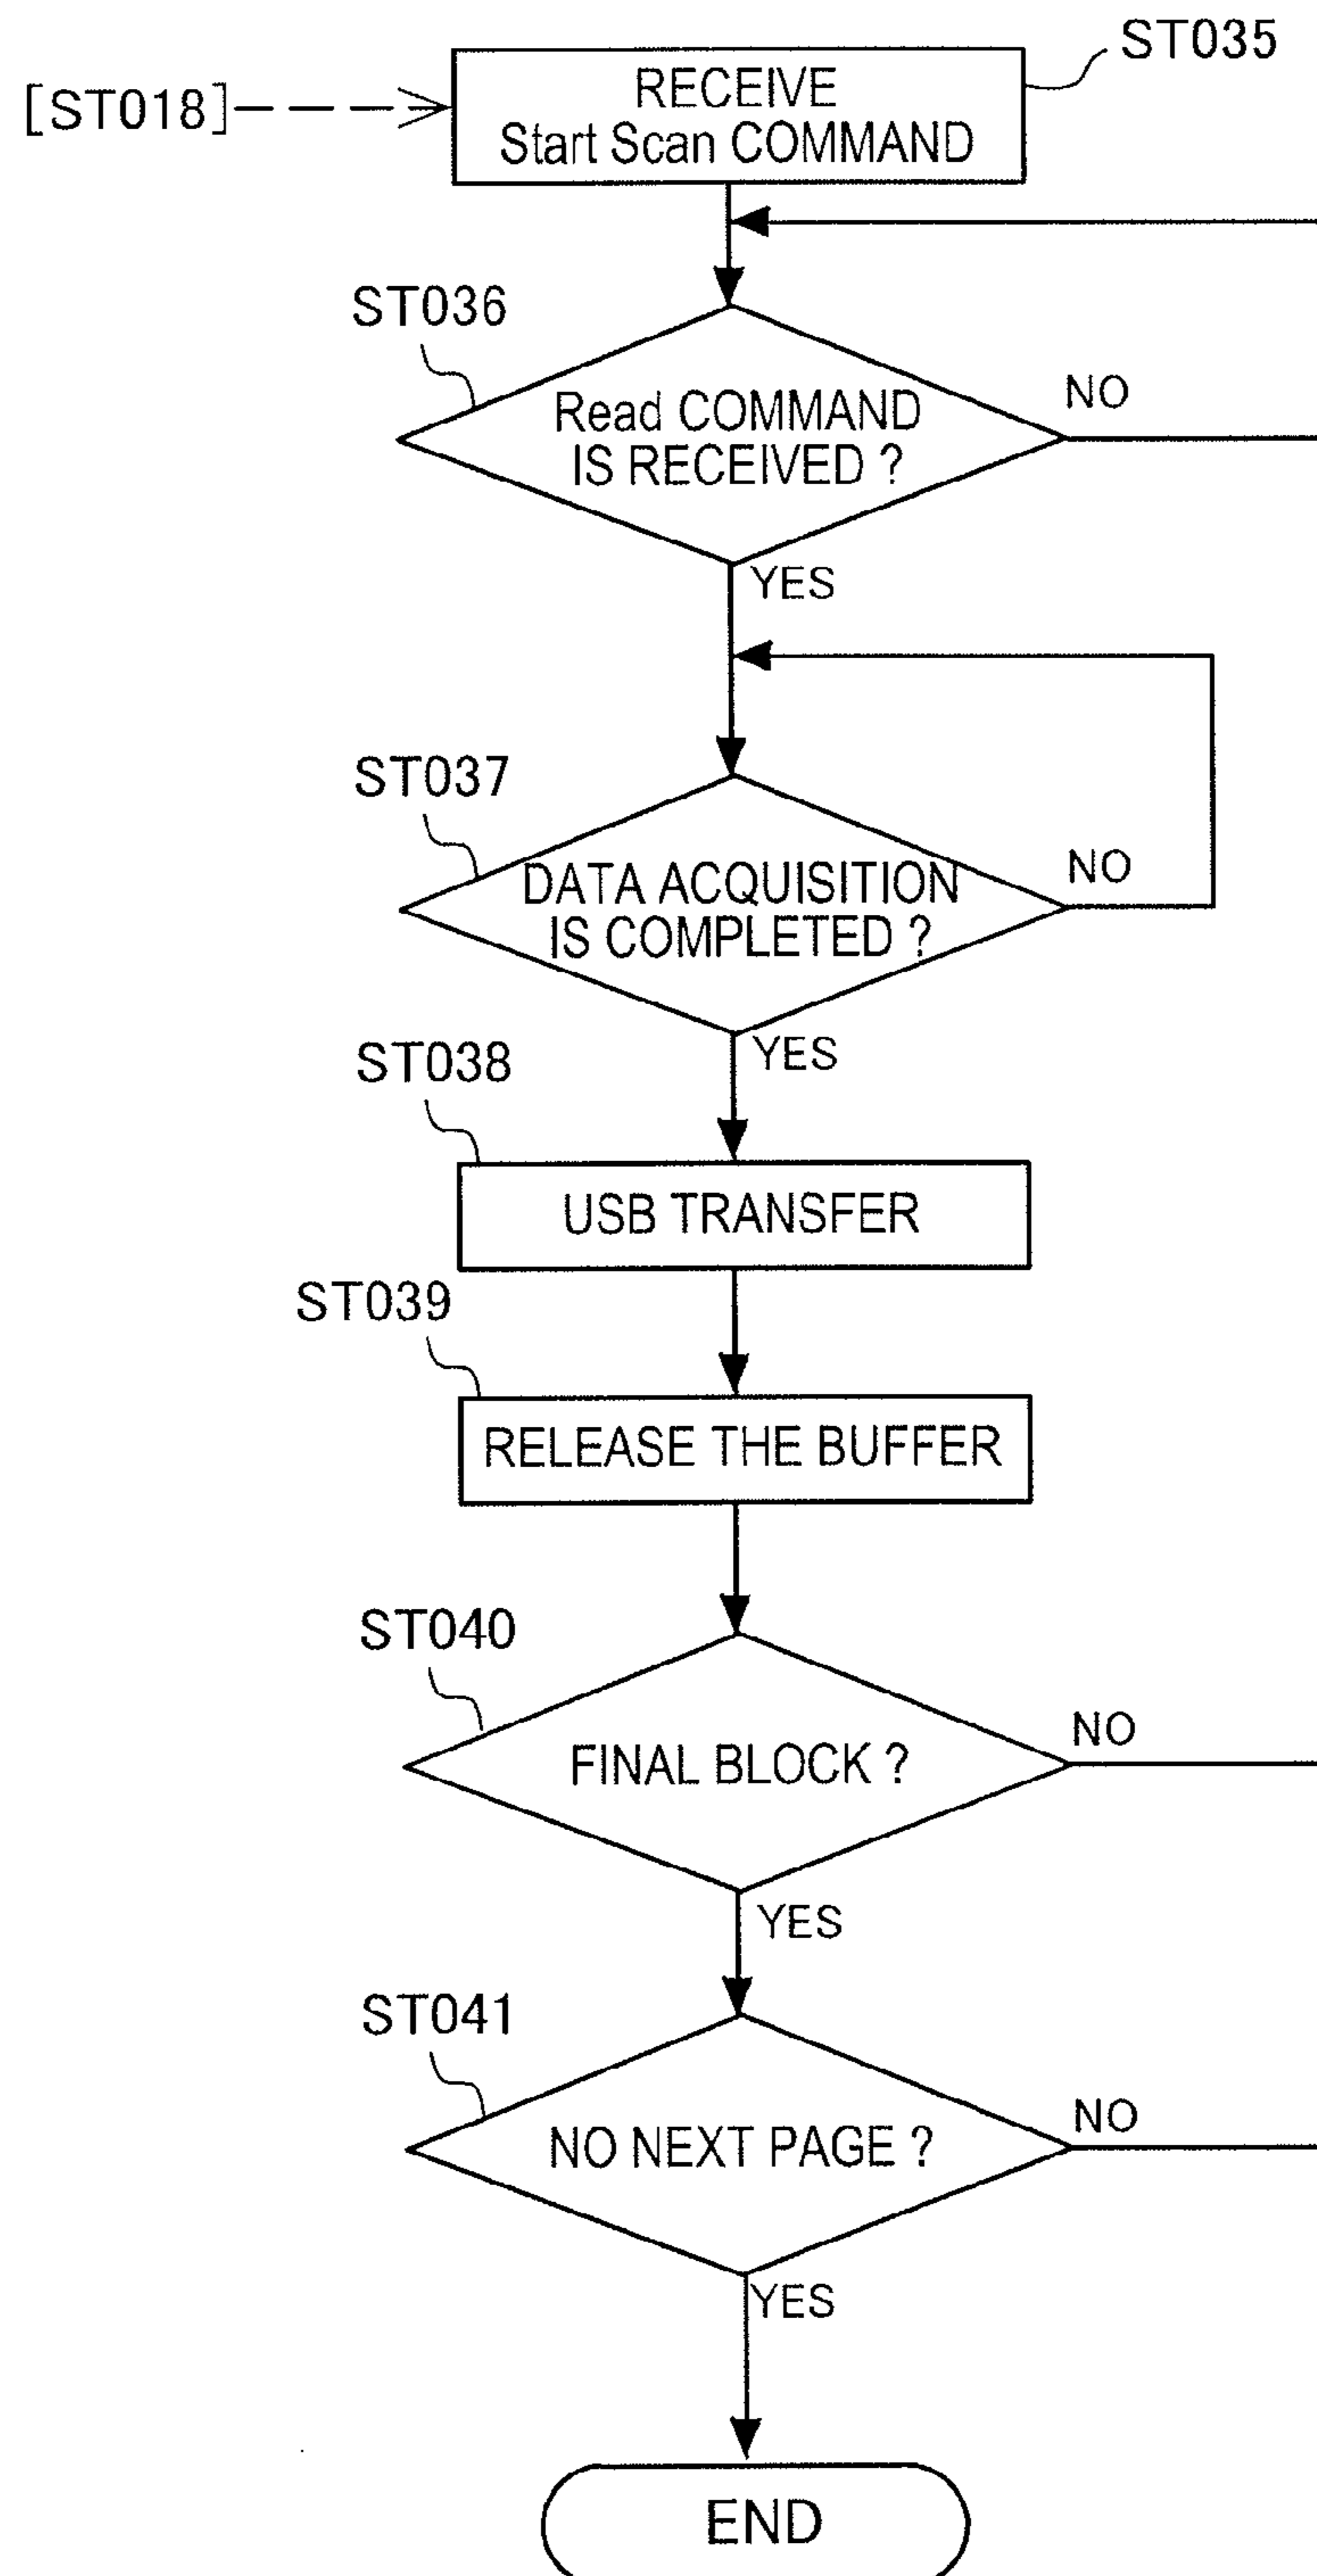 ST035
[ST018]
RECEIVE
Start Scan COMMAND
ST036
Read COMMAND
IS RECEIVED ?
NO
YES
ST037
DATA ACQUISITION
IS COMPLETED ?
NO
YES
ST038
USB TRANSFER
ST039
RELEASE THE BUFFER
ST040
FINAL BLOCK ?
NO
YES
ST041
NO NEXT PAGE ?
NO
YES
END